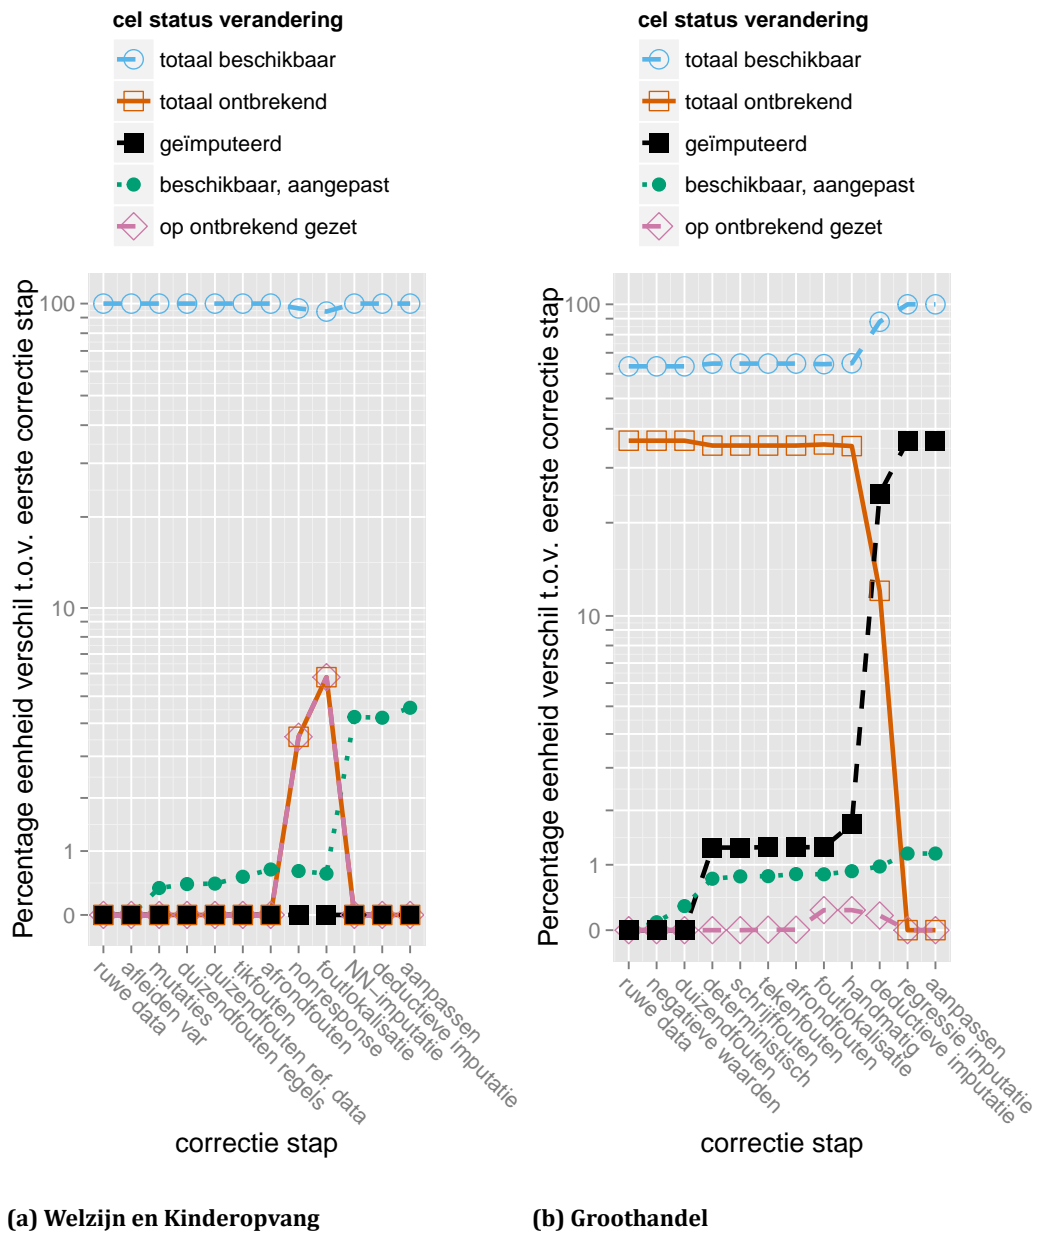 cel status verandering
totaal beschikbaar
totaal ontbrekend
geïmputeerd
beschikbaar, aangepast
op ontbrekend gezet
Percentage eenheid verschil t.o.v. eerste correctie stap
100
10
1
0
ruwe data
afleiden var
mutaties
duizendfouten regels
duizendfouten ref. data
tikfouten
afrondfouten
nonresponse
foutlokalisatie
NN−imputatie
deductieve imputatie
aanpassen
correctie stap
(a) Welzijn en Kinderopvang
cel status verandering
totaal beschikbaar
totaal ontbrekend
geïmputeerd
beschikbaar, aangepast
op ontbrekend gezet
Percentage eenheid verschil t.o.v. eerste correctie stap
100
10
1
0
ruwe data
negatieve waarden
duizendfouten
deterministisch
schrijffouten
tekenfouten
afrondfouten
foutlokalisatie
handmatig
deductieve imputatie
regressie imputatie
aanpassen
correctie stap
(b) Groothandel